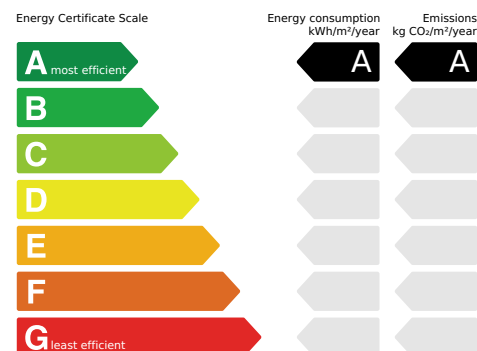 Energy Certificate Scale
Energy consumption
kWh/m²/year
Emissions
kg CO₂/m²/year
A most efficient
A
A
B
C
D
E
F
G least efficient